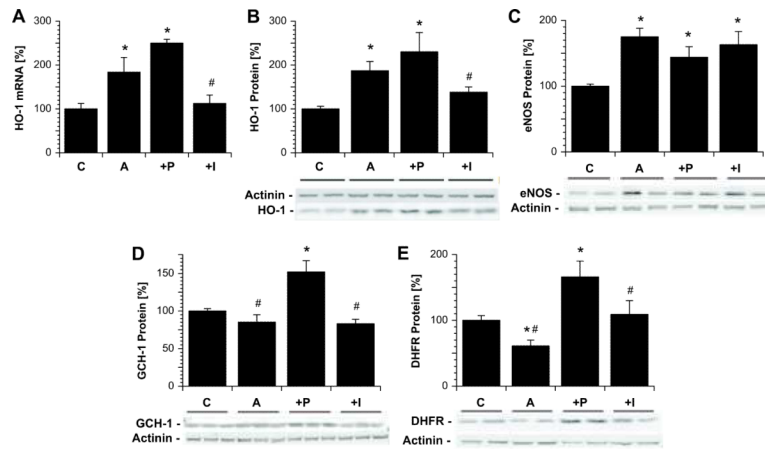 A
HO-1 mRNA [%]
300
200
100
0
*
*
#
C A +P +I
B
HO-1 Protein [%]
300
200
100
0
*
*
#
C A +P +I
Actinin -
HO-1 -
C
eNOS Protein [%]
200
100
0
*
*
*
C A +P +I
eNOS -
Actinin -
D
GCH-1 Protein [%]
150
100
75
50
25
0
#
*
#
C A +P +I
GCH-1 -
Actinin -
E
DHFR Protein [%]
200
100
0
*#
*
#
C A +P +I
DHFR -
Actinin -